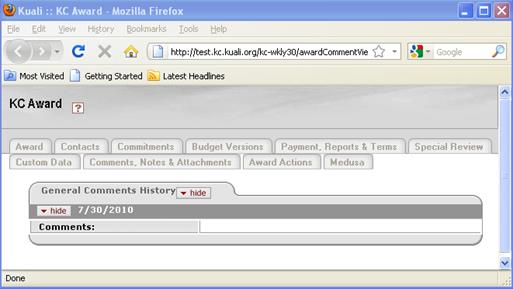 Kuali :: KC Award - Mozilla Firefox
File Edit View History Bookmarks Tools Help
http://test.kc.kuali.org/kc-wkly30/awardCommentVie Google
Most Visited Getting Started Latest Headlines
KC Award ?
Award Contacts Commitments Budget Versions Payment, Reports & Terms Special Review
Custom Data Comments, Notes & Attachments Award Actions Medusa
General Comments History hide
hide 7/30/2010
Comments:
Done